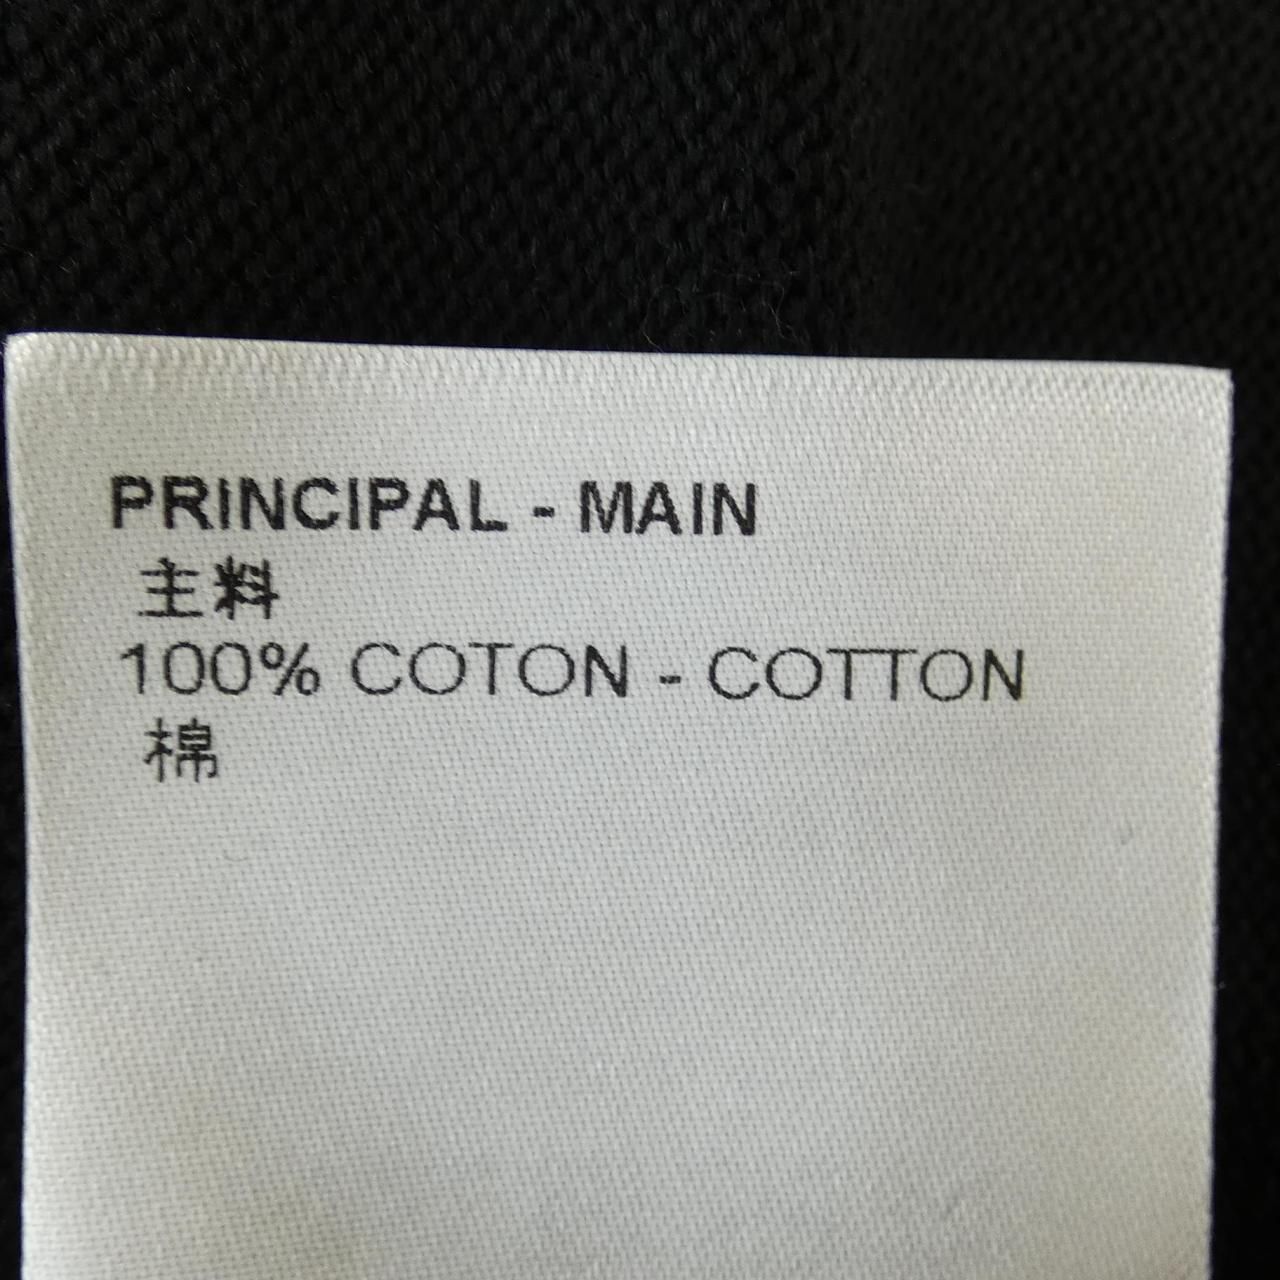 PRINCIPAL - MAIN
主料
100% COTON - COTTON
棉